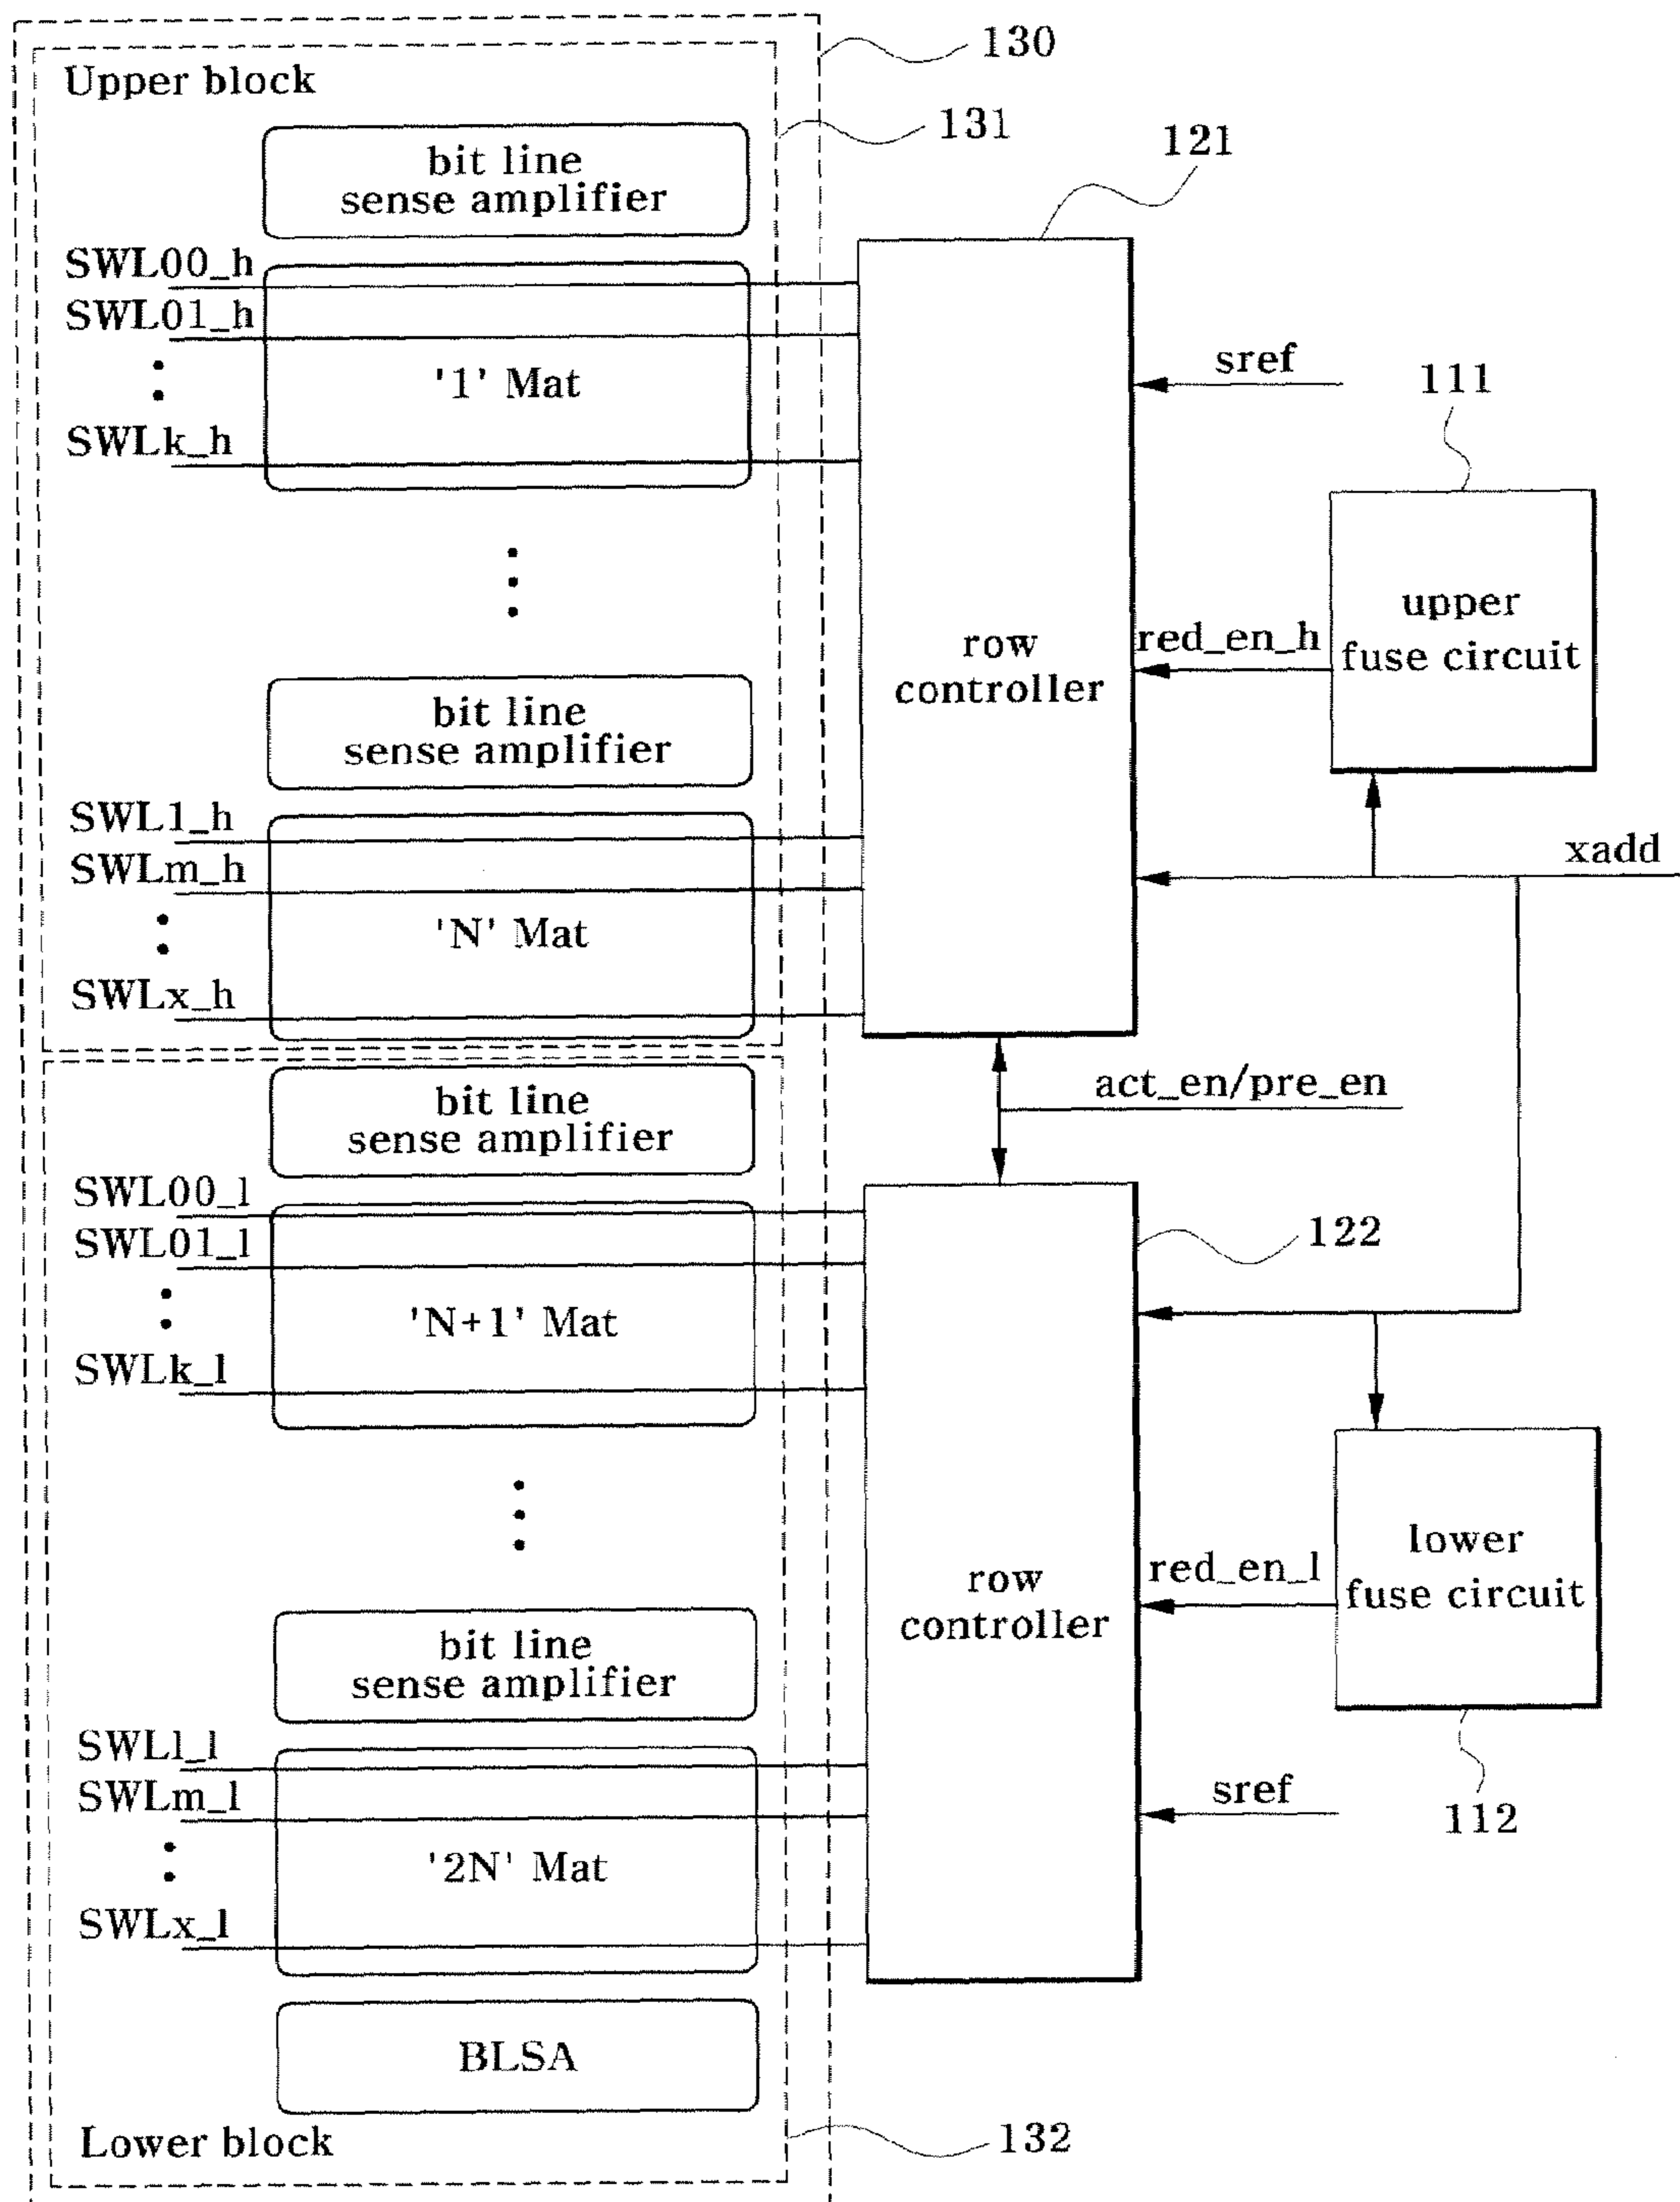 130
Upper block
131
bit line
sense amplifier
121
SWL00_h
SWL01_h
'1' Mat
SWLk_h
sref
111
upper
fuse circuit
red_en_h
row
controller
bit line
sense amplifier
SWL1_h
SWLm_h
'N' Mat
SWLx_h
xadd
bit line
sense amplifier
act_en/pre_en
SWL00_l
SWL01_l
'N+1' Mat
SWLk_l
122
lower
fuse circuit
red_en_l
row
controller
bit line
sense amplifier
SWLl_l
SWLm_l
'2N' Mat
SWLx_l
sref
112
BLSA
Lower block
132